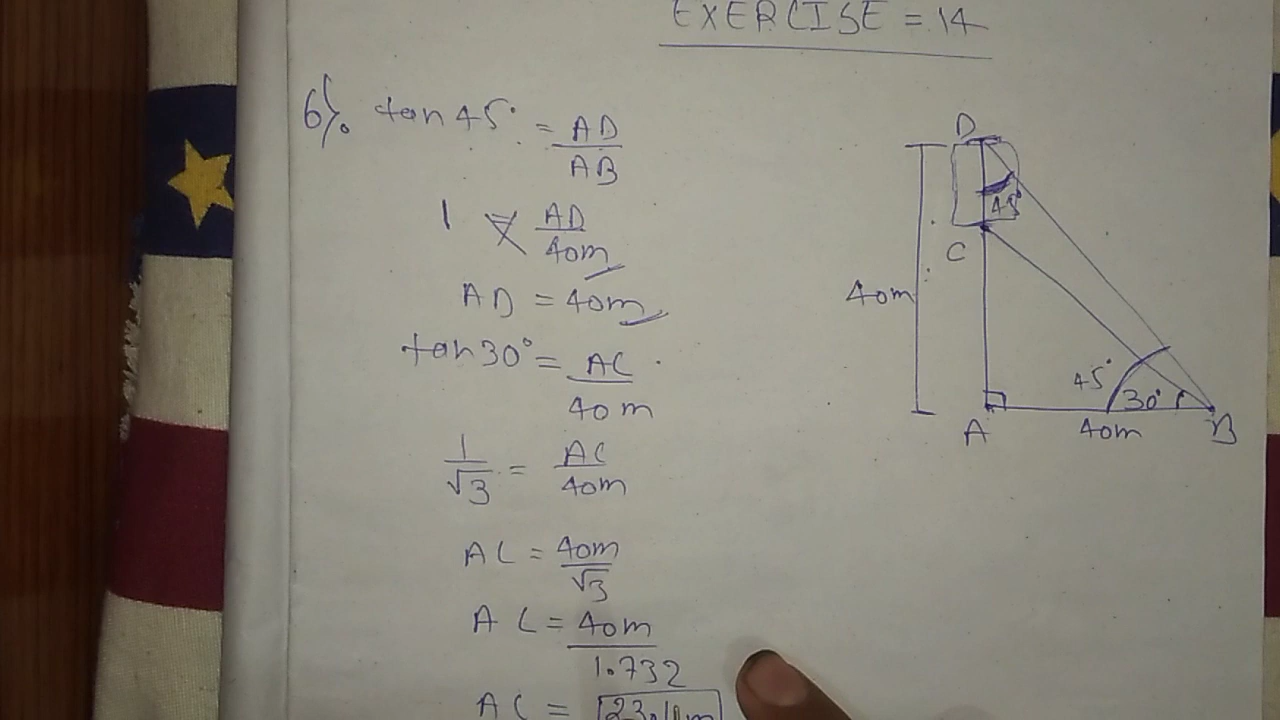 EXERCISE = 14
6). tan 45° = AD
AB
1 = AD
40m
AD = 40m
tan 30° = AC
40 m
1/√3 = AC
40m
AC = 40m
√3
AC = 40m
1.732
AC =
D
45°
C
40m
45°
30°
A
40m
B